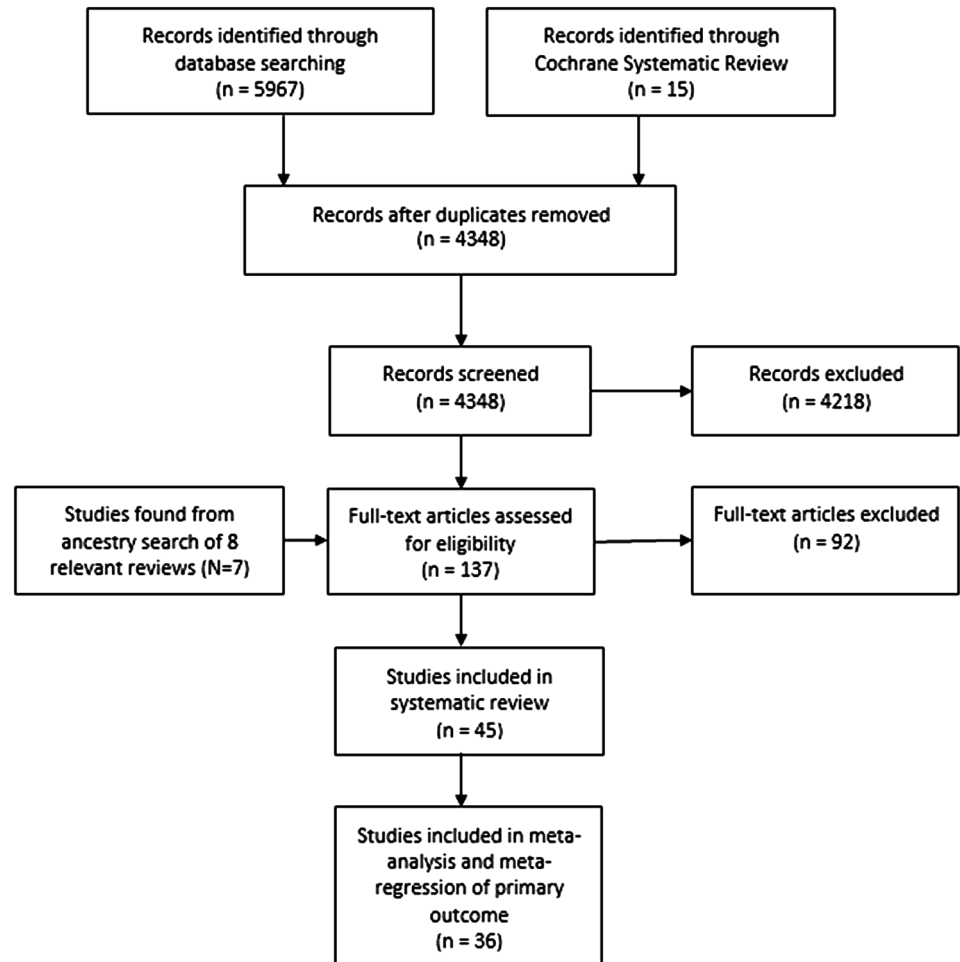 Records identified through
database searching
(n = 5967)
Records identified through
Cochrane Systematic Review
(n = 15)
Records after duplicates removed
(n = 4348)
Records screened
(n = 4348)
Records excluded
(n = 4218)
Studies found from
ancestry search of 8
relevant reviews (N=7)
Full-text articles assessed
for eligibility
(n = 137)
Full-text articles excluded
(n = 92)
Studies included in
systematic review
(n = 45)
Studies included in meta-
analysis and meta-
regression of primary
outcome
(n = 36)